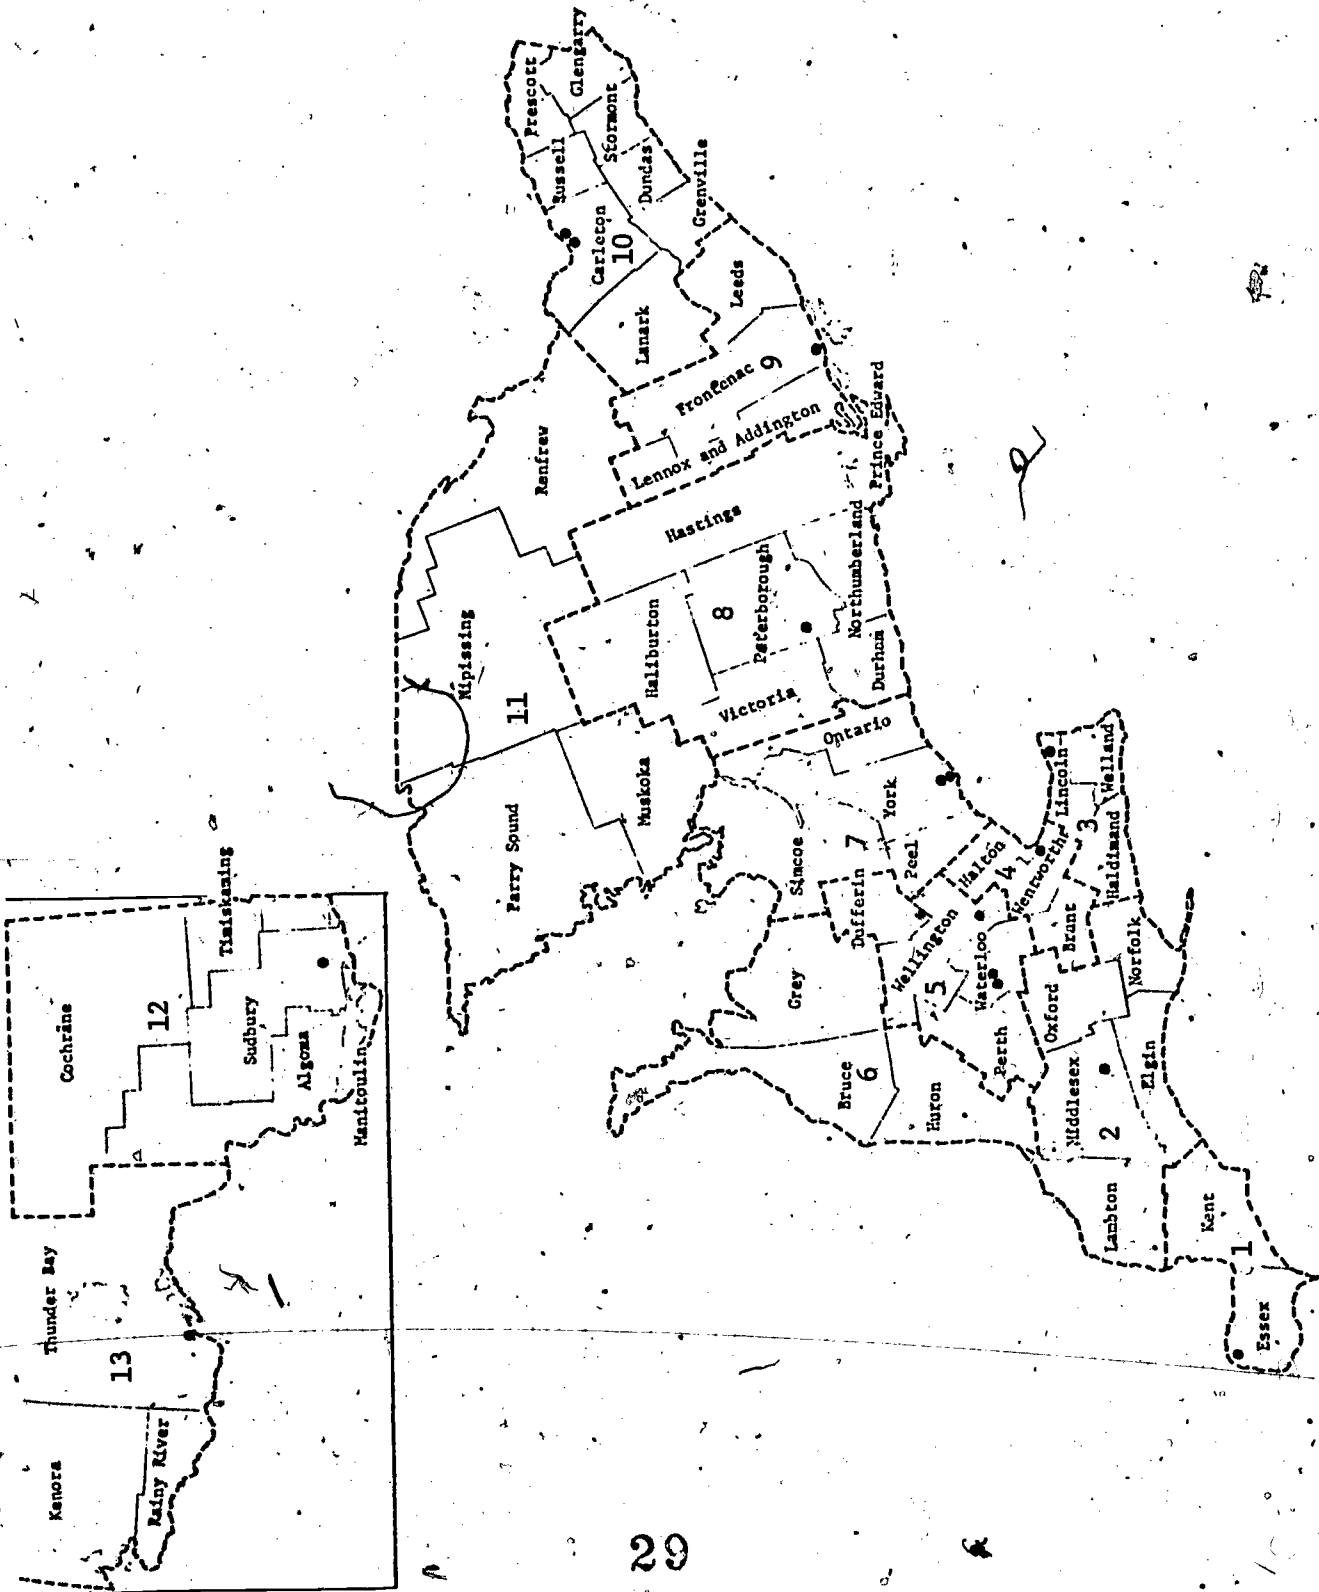 Kenora
Rainy River
13
Thunder Bay
Cochrane
12
Timiskaming
Sudbury
Algoma
Manitoulin
Parry Sound
Nipissing
11
Muskoka
Renfrew
Haliburton
Hastings
8
Peterborough
Victoria
Northumberland
Durham
Prince Edward
Lennox and Addington
Frontenac
9
Lanark
Leeds
Carleton
10
Russell
Prescott
Glengarry
Stormont
Dundas
Grenville
Ontario
York
Simcoe
7
Peel
Dufferin
Grey
Bruce
6
Huron
Wellington
5
Waterloo
Perth
Halton
4
Wentworth
Lincoln
Welland
3
Haldimand
Brant
Norfolk
Oxford
Middlesex
2
Elgin
Lambton
Kent
1
Essex
29